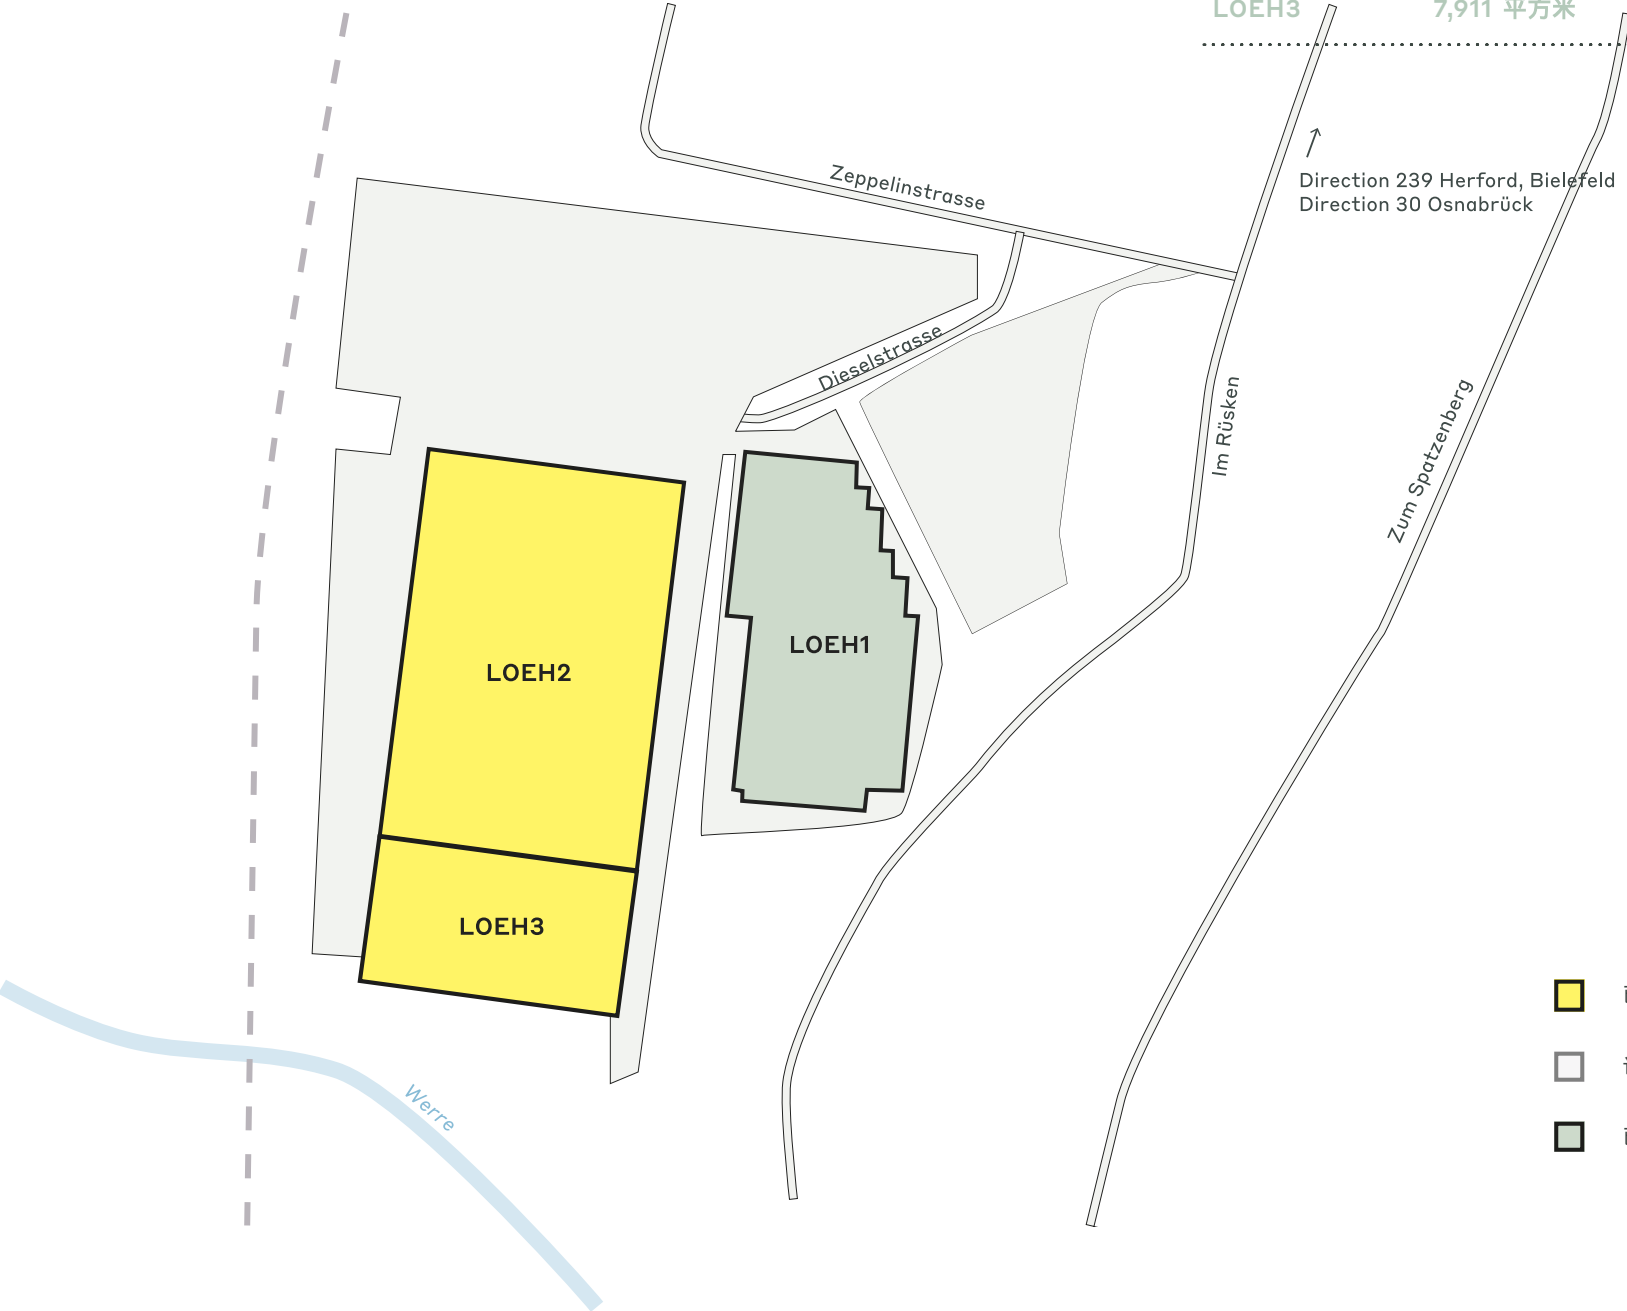 LOEH3 7,911 平方米
Zeppelinstrasse
Direction 239 Herford, Bielefeld
Direction 30 Osnabrück
Dieselstrasse
Im Rüsken
Zum Spatzenberg
LOEH1
LOEH2
LOEH3
Werre